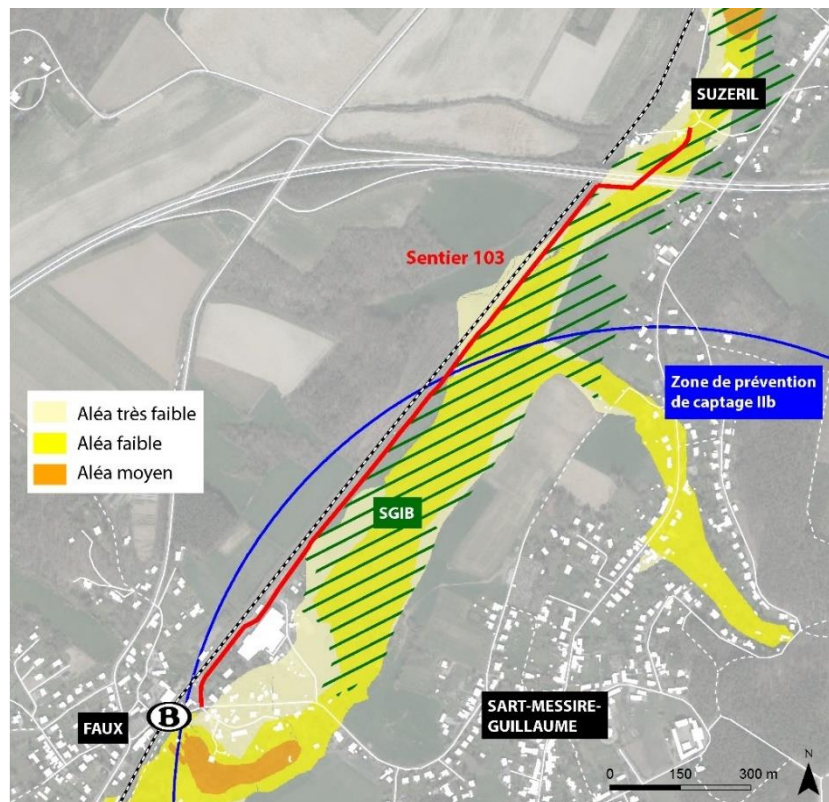 SUZERIL
Sentier 103
Zone de prévention
de captage IIb
Aléa très faible
Aléa faible
Aléa moyen
SGIB
SART-MESSIRE-
GUILLAUME
FAUX
B
N
0 150 300 m